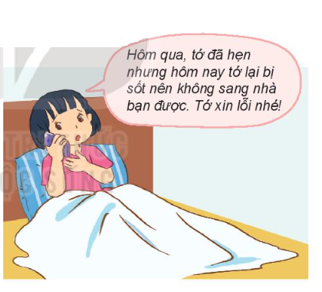 Hôm qua, tớ đã hẹn
nhưng hôm nay tớ lại bị
sốt nên không sang nhà
bạn được. Tớ xin lỗi nhé!